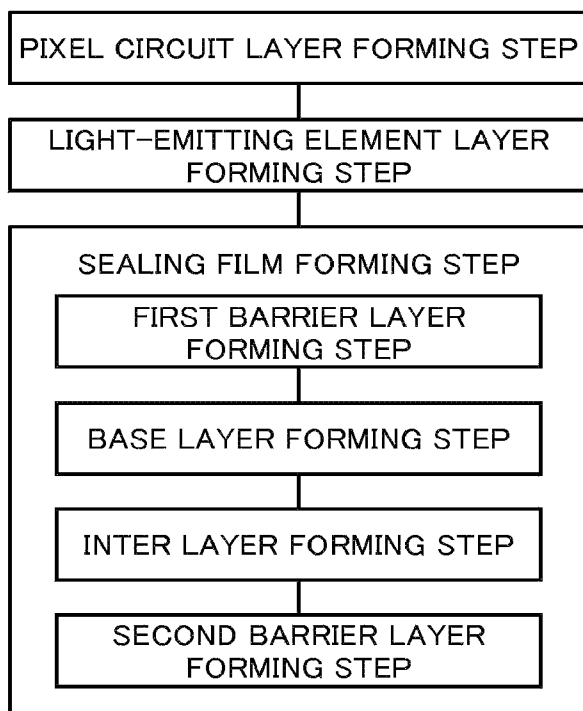 PIXEL CIRCUIT LAYER FORMING STEP
LIGHT-EMITTING ELEMENT LAYER
FORMING STEP
SEALING FILM FORMING STEP
FIRST BARRIER LAYER
FORMING STEP
BASE LAYER FORMING STEP
INTER LAYER FORMING STEP
SECOND BARRIER LAYER
FORMING STEP